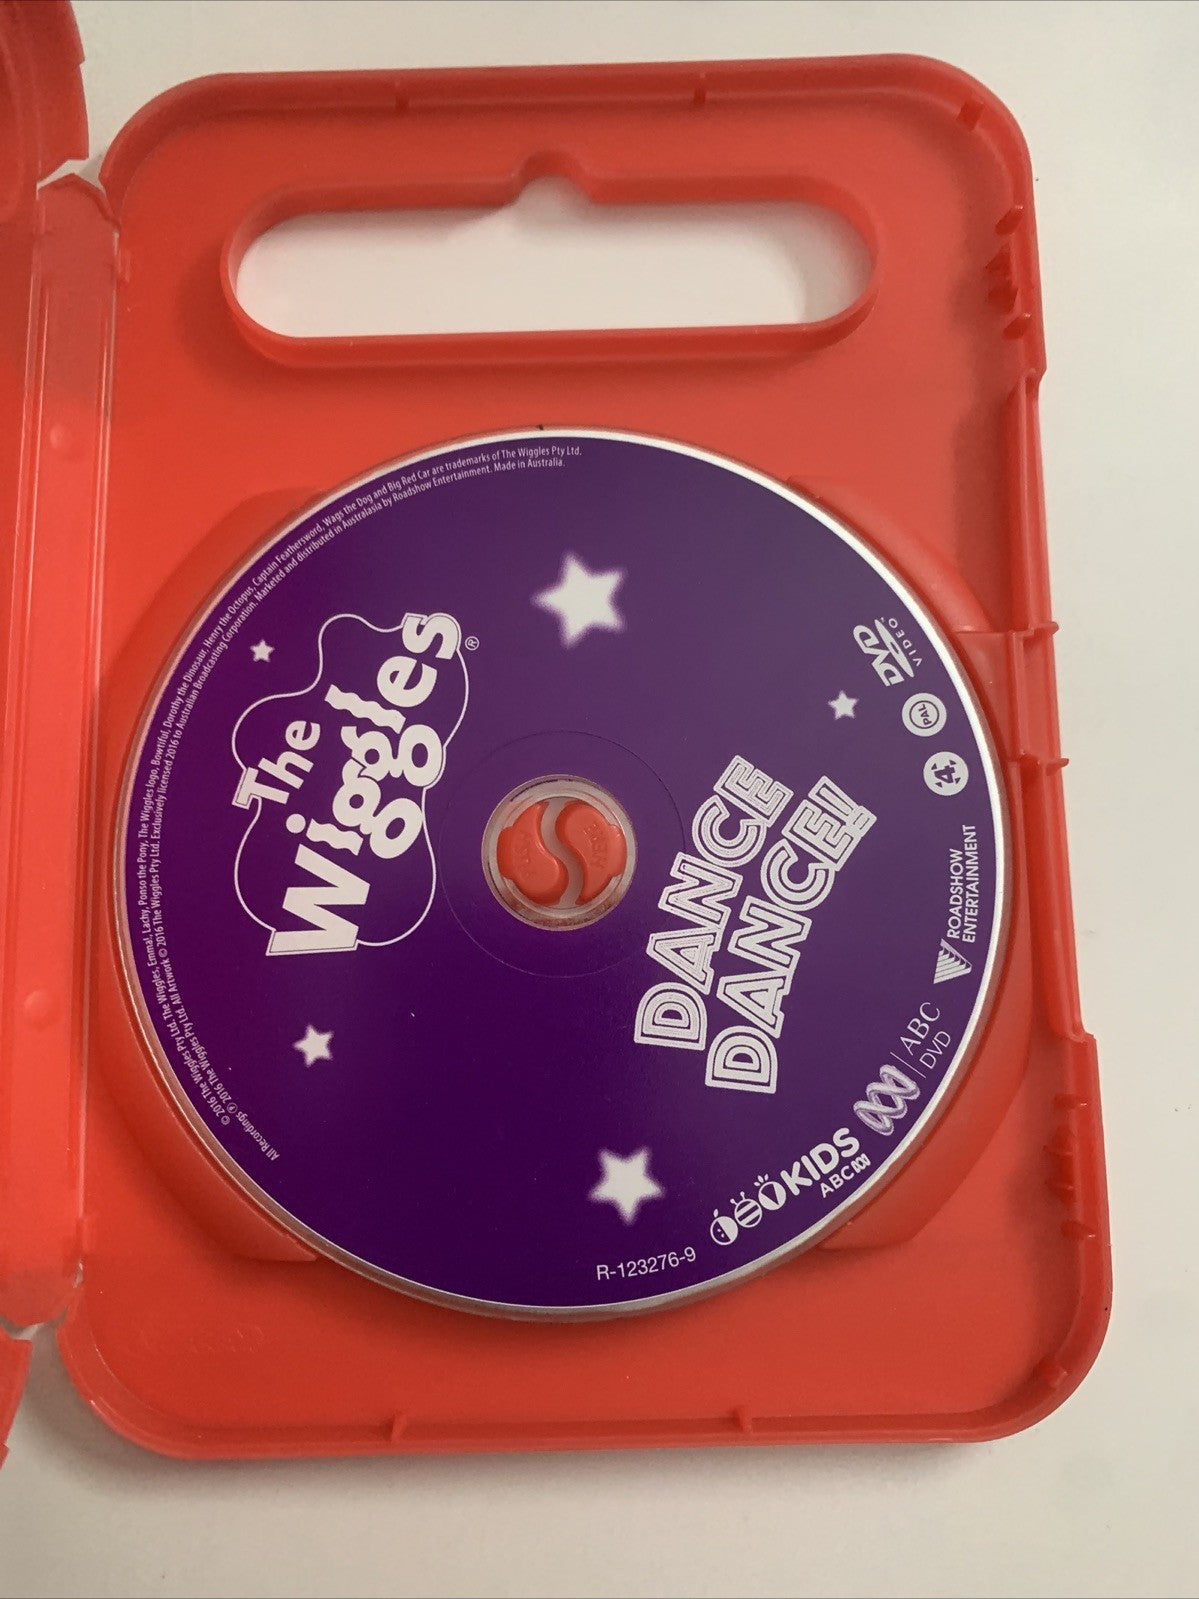 The
Wiggles®
DANCE
DANCE!!
DVD
VIDEO
PAL
4
ROADSHOW
ENTERTAINMENT
ABC
DVD
KIDS
ABC
R-123276-9
© 2016 The Wiggles Pty Ltd. The Wiggles, Emma!, Lachy, Ponso the Pony, The Wiggles logo, Bowtiful, Dorothy the Dinosaur, Henry the Octopus, Captain Feathersword, Wags the Dog and Big Red Car are trademarks of The Wiggles Pty Ltd.
All Recordings ℗ 2016 The Wiggles Pty Ltd. All Artwork © 2016 The Wiggles Pty Ltd. Exclusively licensed 2016 to Australian Broadcasting Corporation. Marketed and distributed in Australasia by Roadshow Entertainment. Made in Australia.